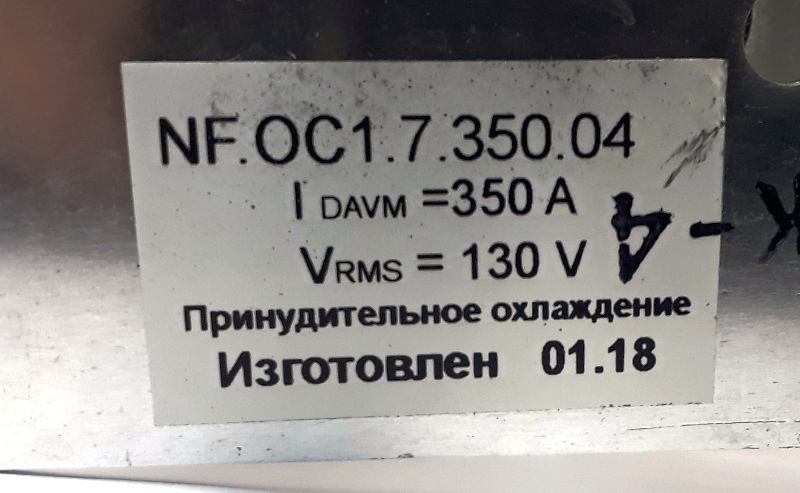 NF.OC1.7.350.04
I DAVM =350 A
VRMS = 130 V
Принудительное охлаждение
Изготовлен 01.18